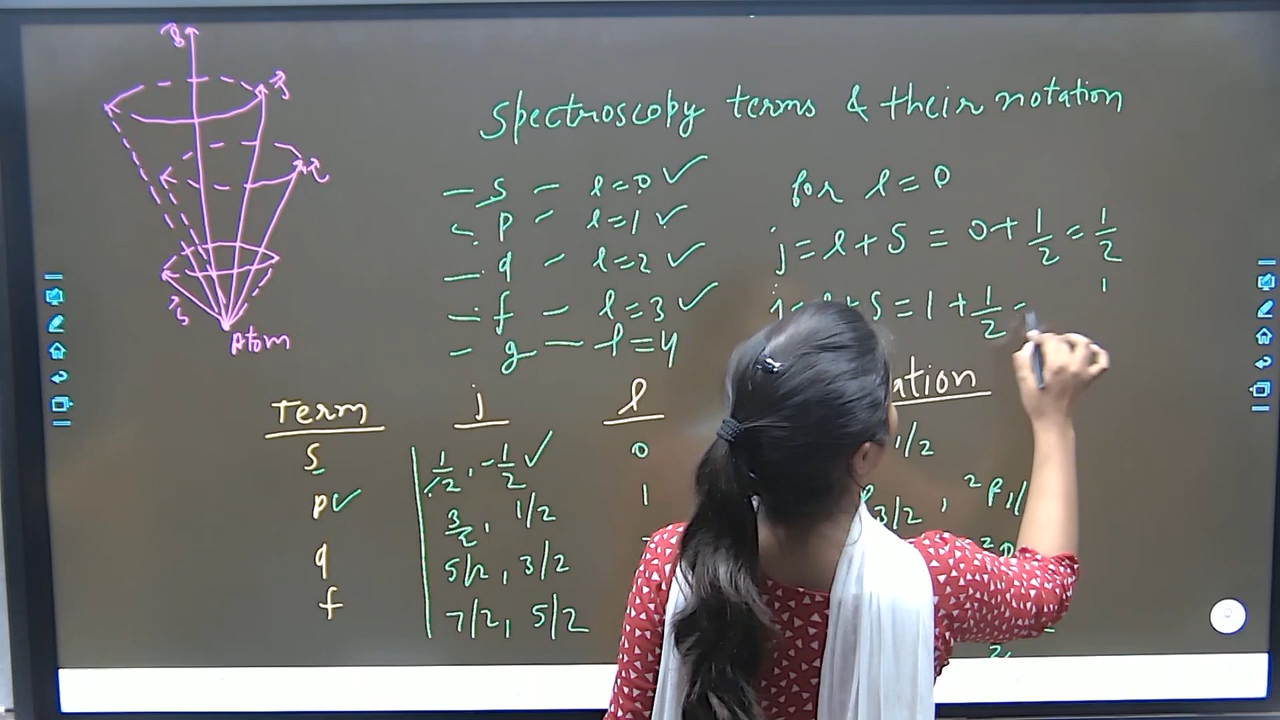 Atom
Spectroscopy terms & their notation
- S - l=0 ✓
- p - l=1 ✓
- q - l=2 ✓
- f - l=3 ✓
- g - l=4
for l=0
j = l + S = 0 + 1/2 = 1/2
S = 1 + 1/2 =
Term j l
S 1/2, -1/2 ✓ 0 1/2
p ✓ 3/2, 1/2 1 3/2, ²P1/
q 5/2, 3/2
f 7/2, 5/2